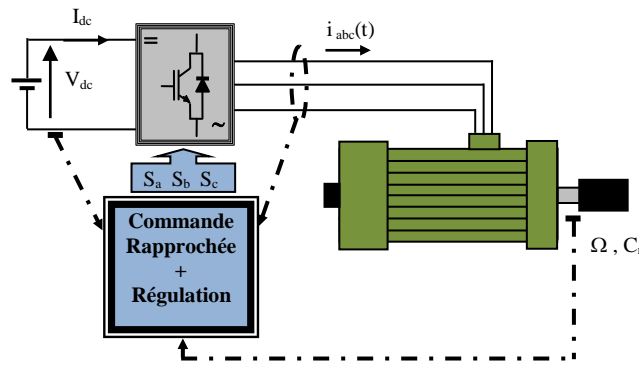 I dc
i abc(t)
=
V dc
~
S a S b S c
Commande
Rapprochée
+
Régulation
Ω , C